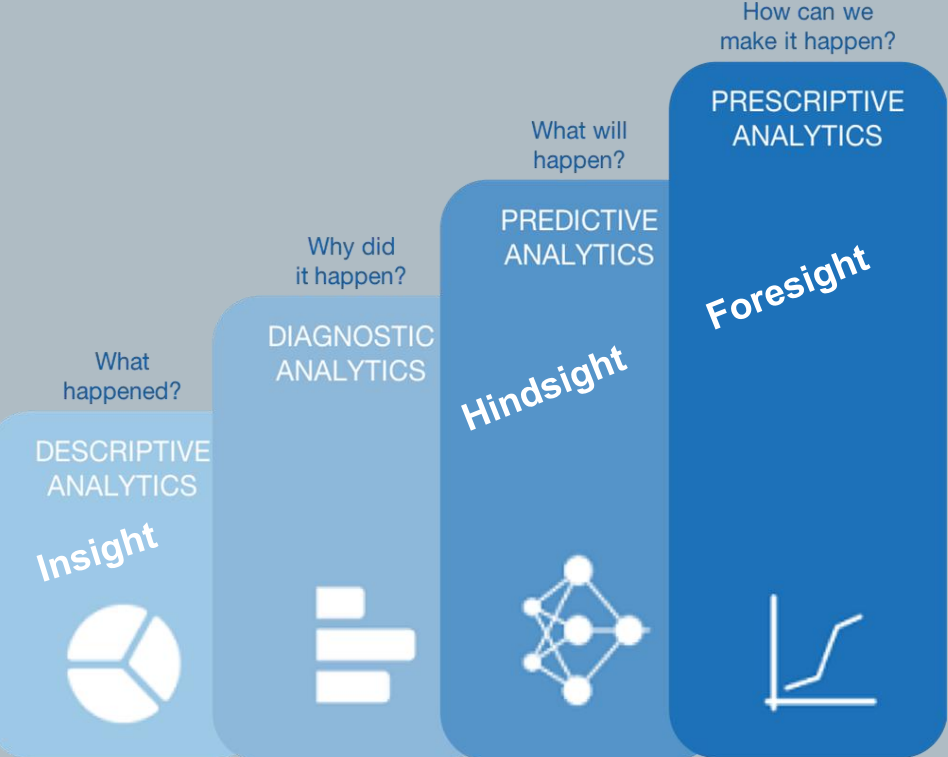 What
happened?
DESCRIPTIVE
ANALYTICS
Insight
Why did
it happen?
DIAGNOSTIC
ANALYTICS
What will
happen?
PREDICTIVE
ANALYTICS
Hindsight
How can we
make it happen?
PRESCRIPTIVE
ANALYTICS
Foresight